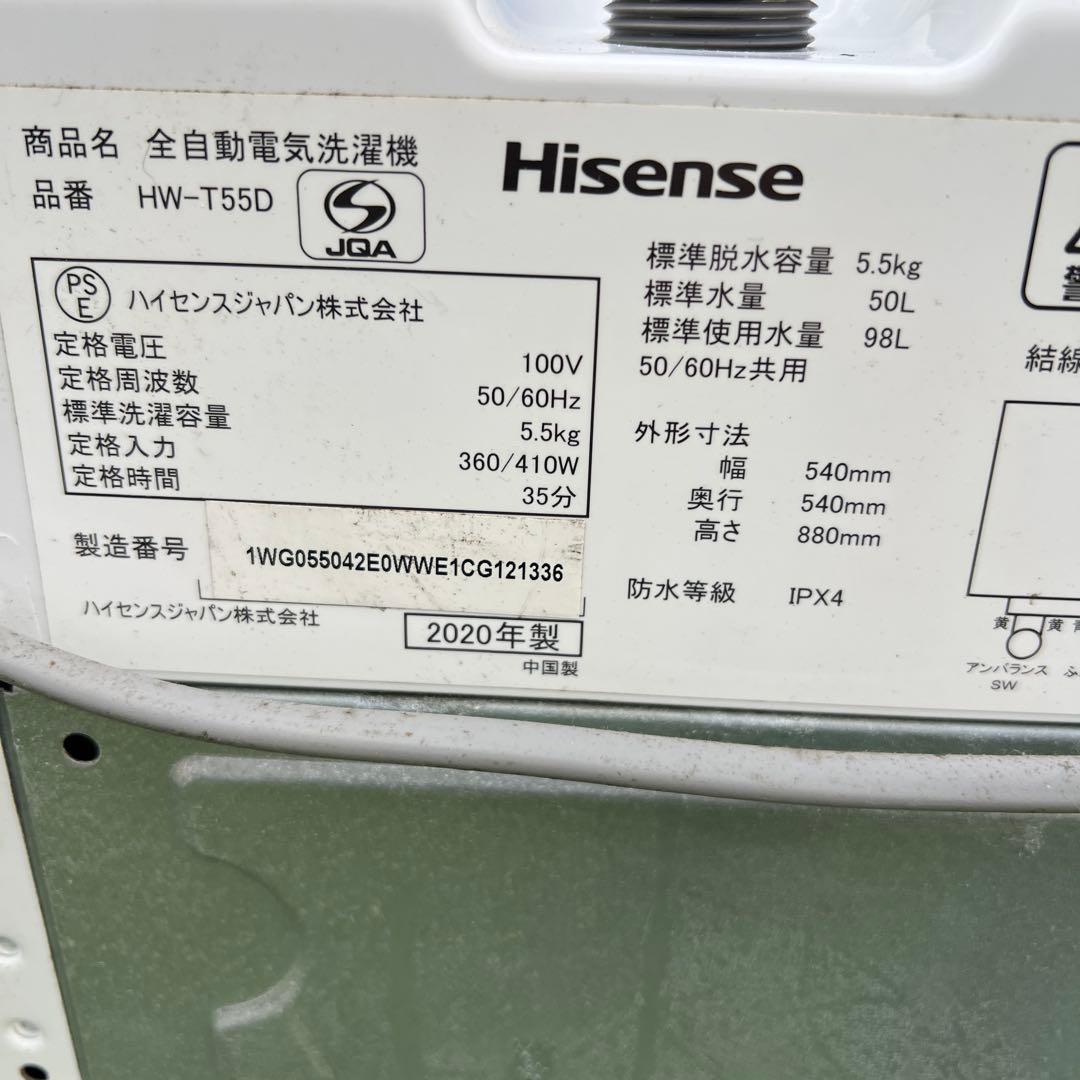 商品名 全自動電気洗濯機
品番 HW-T55D
JQA
Hisense
PS
E
ハイセンスジャパン株式会社
定格電圧 100V
定格周波数 50/60Hz
標準洗濯容量 5.5kg
定格入力 360/410W
定格時間 35分
製造番号 1WG055042E0WWE1CG121336
ハイセンスジャパン株式会社
2020年製
中国製
標準脱水容量 5.5kg
標準水量 50L
標準使用水量 98L
50/60Hz共用
外形寸法
幅 540mm
奥行 540mm
高さ 880mm
防水等級 IPX4
警
結線
黄 黄
アンバランス
SW